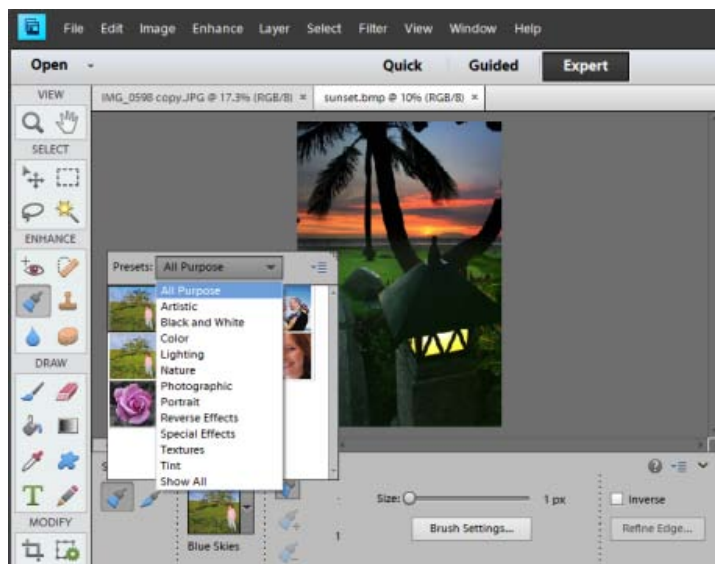 File Edit Image Enhance Layer Select Filter View Window Help
Open Quick Guided Expert
VIEW
IMG_0598 copy.JPG @ 17.3% (RGB/8) × sunset.bmp @ 10% (RGB/8) ×
SELECT
ENHANCE
Presets: All Purpose
All Purpose
Artistic
Black and White
Color
Lighting
Nature
Photographic
Portrait
Reverse Effects
Special Effects
Textures
Tint
Show All
DRAW
MODIFY
Size: 1 px
Inverse
1
Brush Settings...
Refine Edge...
Blue Skies